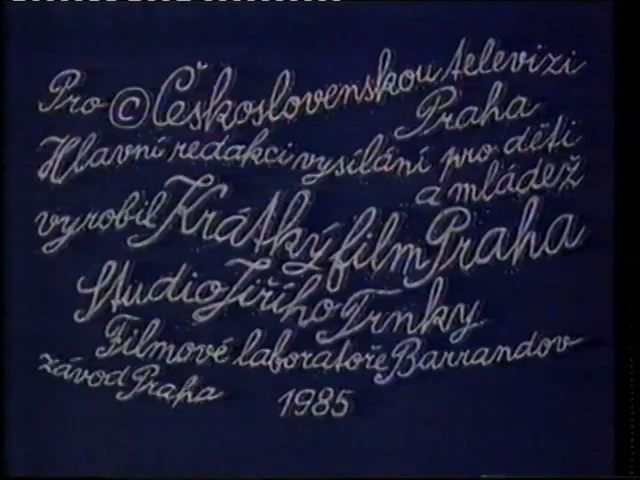 Pro © Československou televizi
Praha
Hlavní redakci vysílání pro děti
a mládež
vyrobil Krátký film Praha
Studio Jiřího Trnky
Filmové laboratoře Barrandov
závod Praha
1985